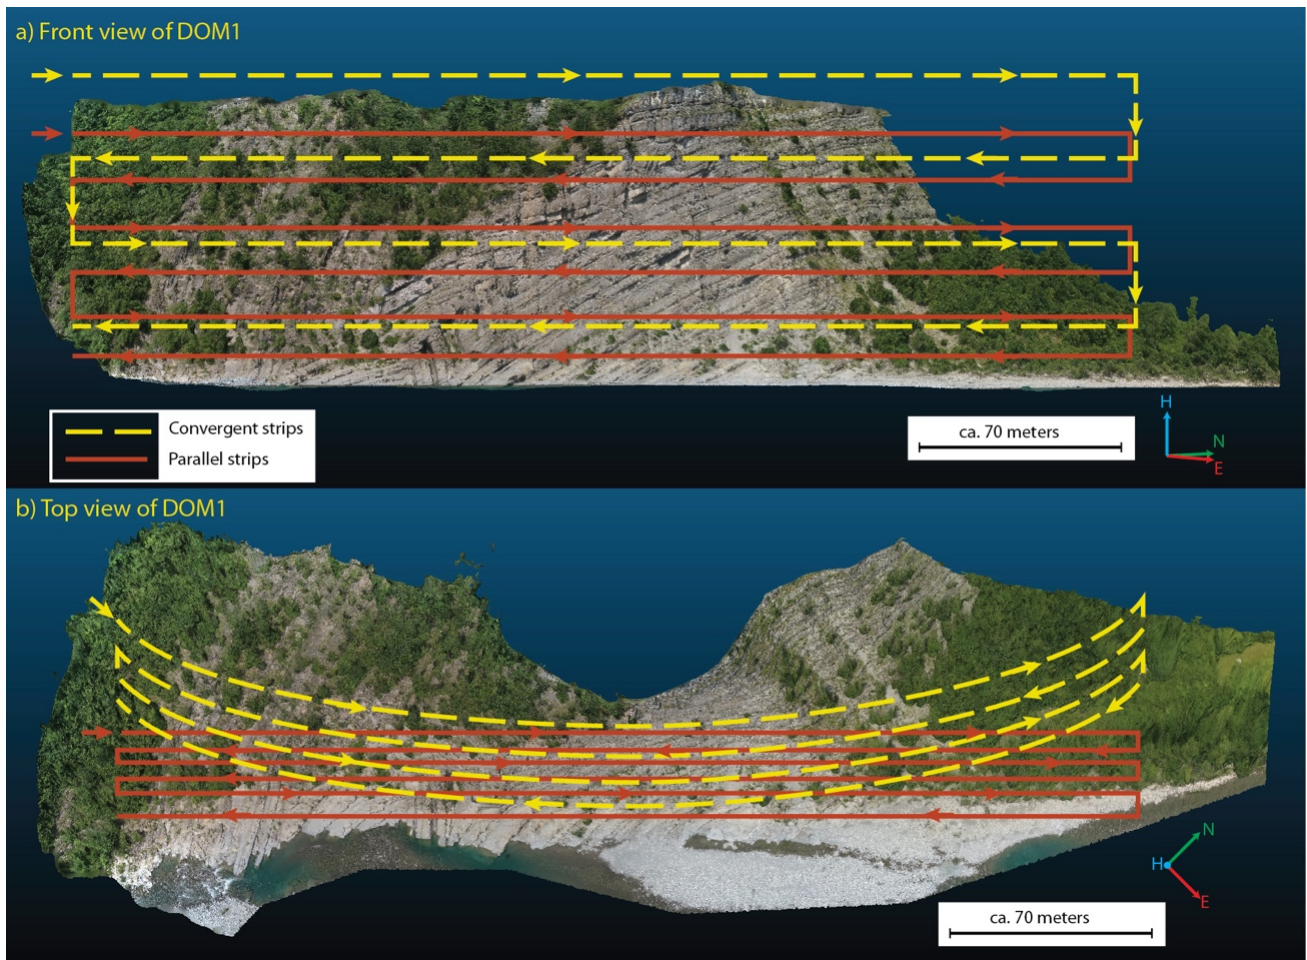 a) Front view of DOM1
Convergent strips
Parallel strips
ca. 70 meters
H
N
E
b) Top view of DOM1
N
H
E
ca. 70 meters